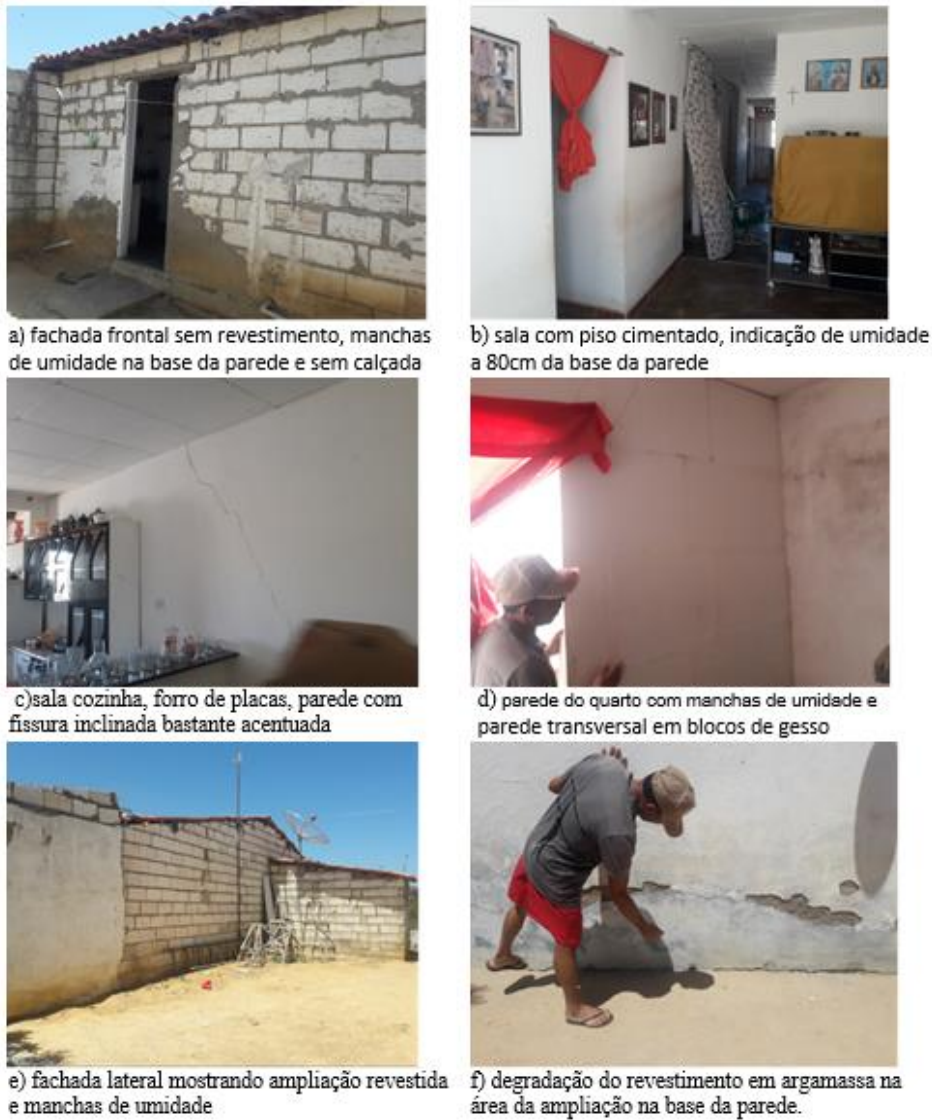 a) fachada frontal sem revestimento, manchas
de umidade na base da parede e sem calçada
b) sala com piso cimentado, indicação de umidade
a 80cm da base da parede
c)sala cozinha, forro de placas, parede com
fissura inclinada bastante acentuada
d) parede do quarto com manchas de umidade e
parede transversal em blocos de gesso
e) fachada lateral mostrando ampliação revestida
e manchas de umidade
f) degradação do revestimento em argamassa na
área da ampliação na base da parede.